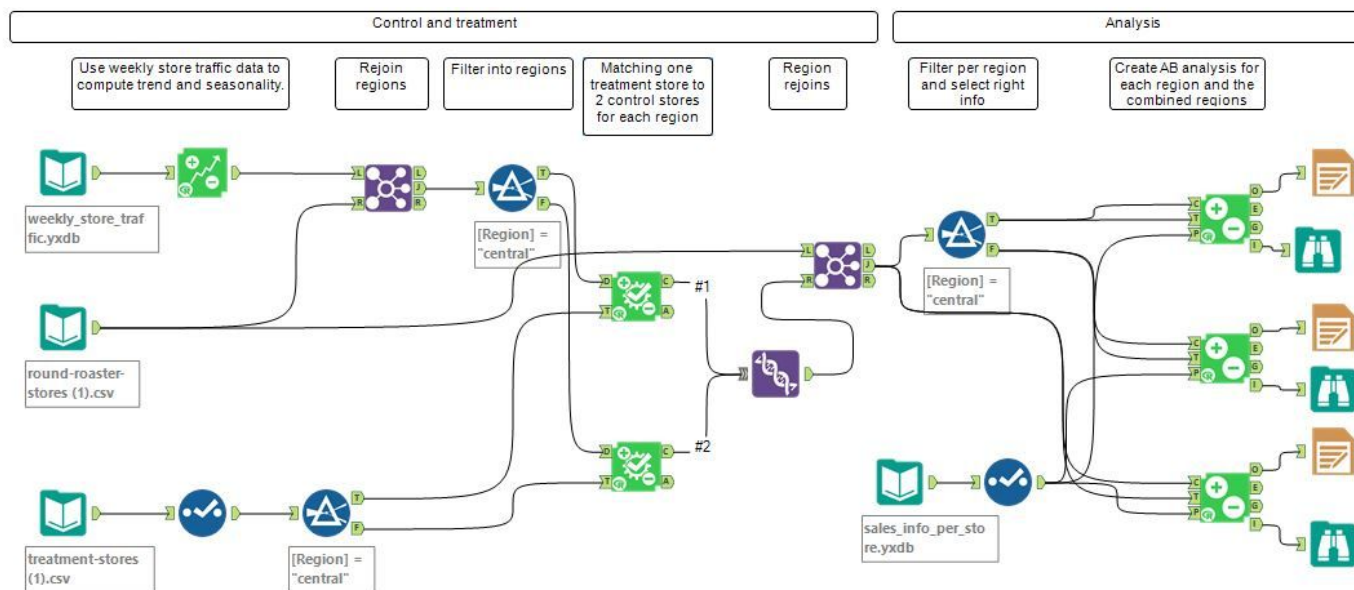 Control and treatment
Analysis
Use weekly store traffic data to
compute trend and seasonality.
Rejoin
regions
Filter into regions
Matching one
treatment store to
2 control stores
for each region
Region
rejoins
Filter per region
and select right
info
Create AB analysis for
each region and the
combined regions
L
R
L
J
R
T
F
weekly_store_traf
fic.yxdb
[Region] =
"central"
L
R
L
J
R
T
F
[Region] =
"central"
C
T
P
O
E
G
I
D
T
C
A
#1
round-roaster-
stores (1).csv
C
T
P
O
E
G
I
D
T
C
A
#2
T
F
treatment-stores
(1).csv
[Region] =
"central"
sales_info_per_sto
re.yxdb
C
T
P
O
E
G
I